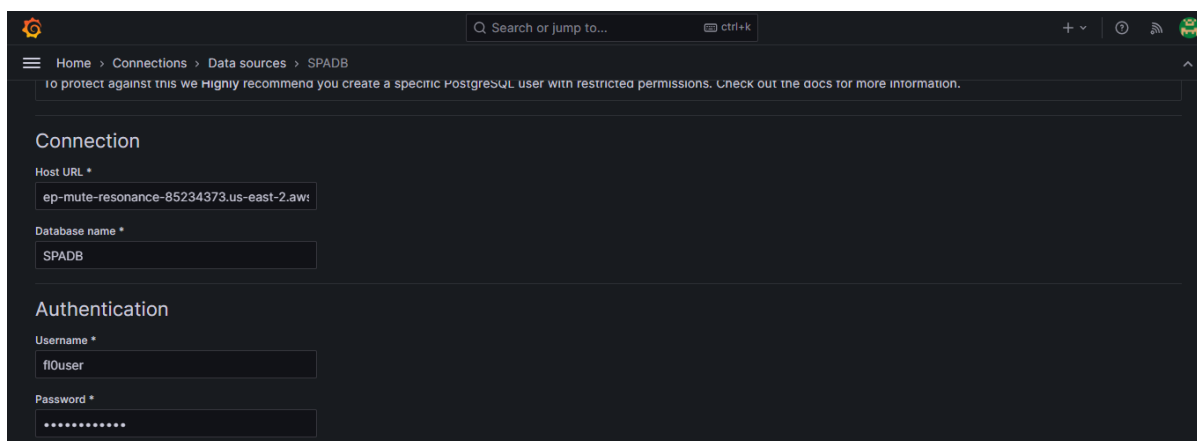 Search or jump to... ctrl+k
Home › Connections › Data sources › SPADB
To protect against this we Highly recommend you create a specific PostgreSQL user with restricted permissions. Check out the docs for more information.
Connection
Host URL *
ep-mute-resonance-85234373.us-east-2.aws
Database name *
SPADB
Authentication
Username *
fl0user
Password *
••••••••••••